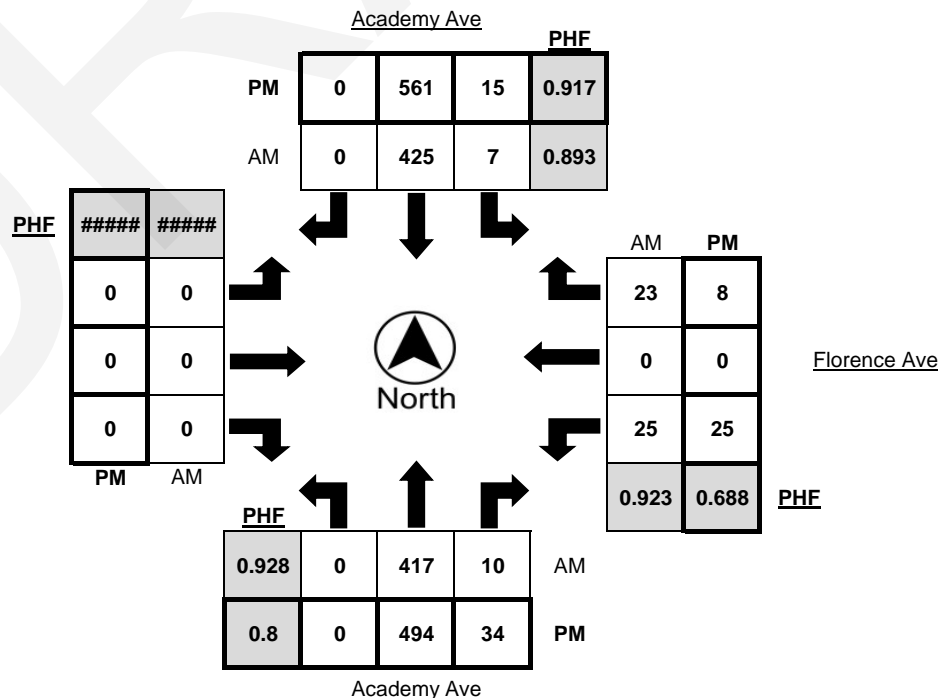 Academy Ave
PHF
PM 0 561 15 0.917
AM 0 425 7 0.893
PHF ##### #####
0 0
0 0
0 0
PM AM
North
AM PM
23 8
0 0
25 25
0.923 0.688 PHF
Florence Ave
PHF
0.928 0 417 10 AM
0.8 0 494 34 PM
Academy Ave